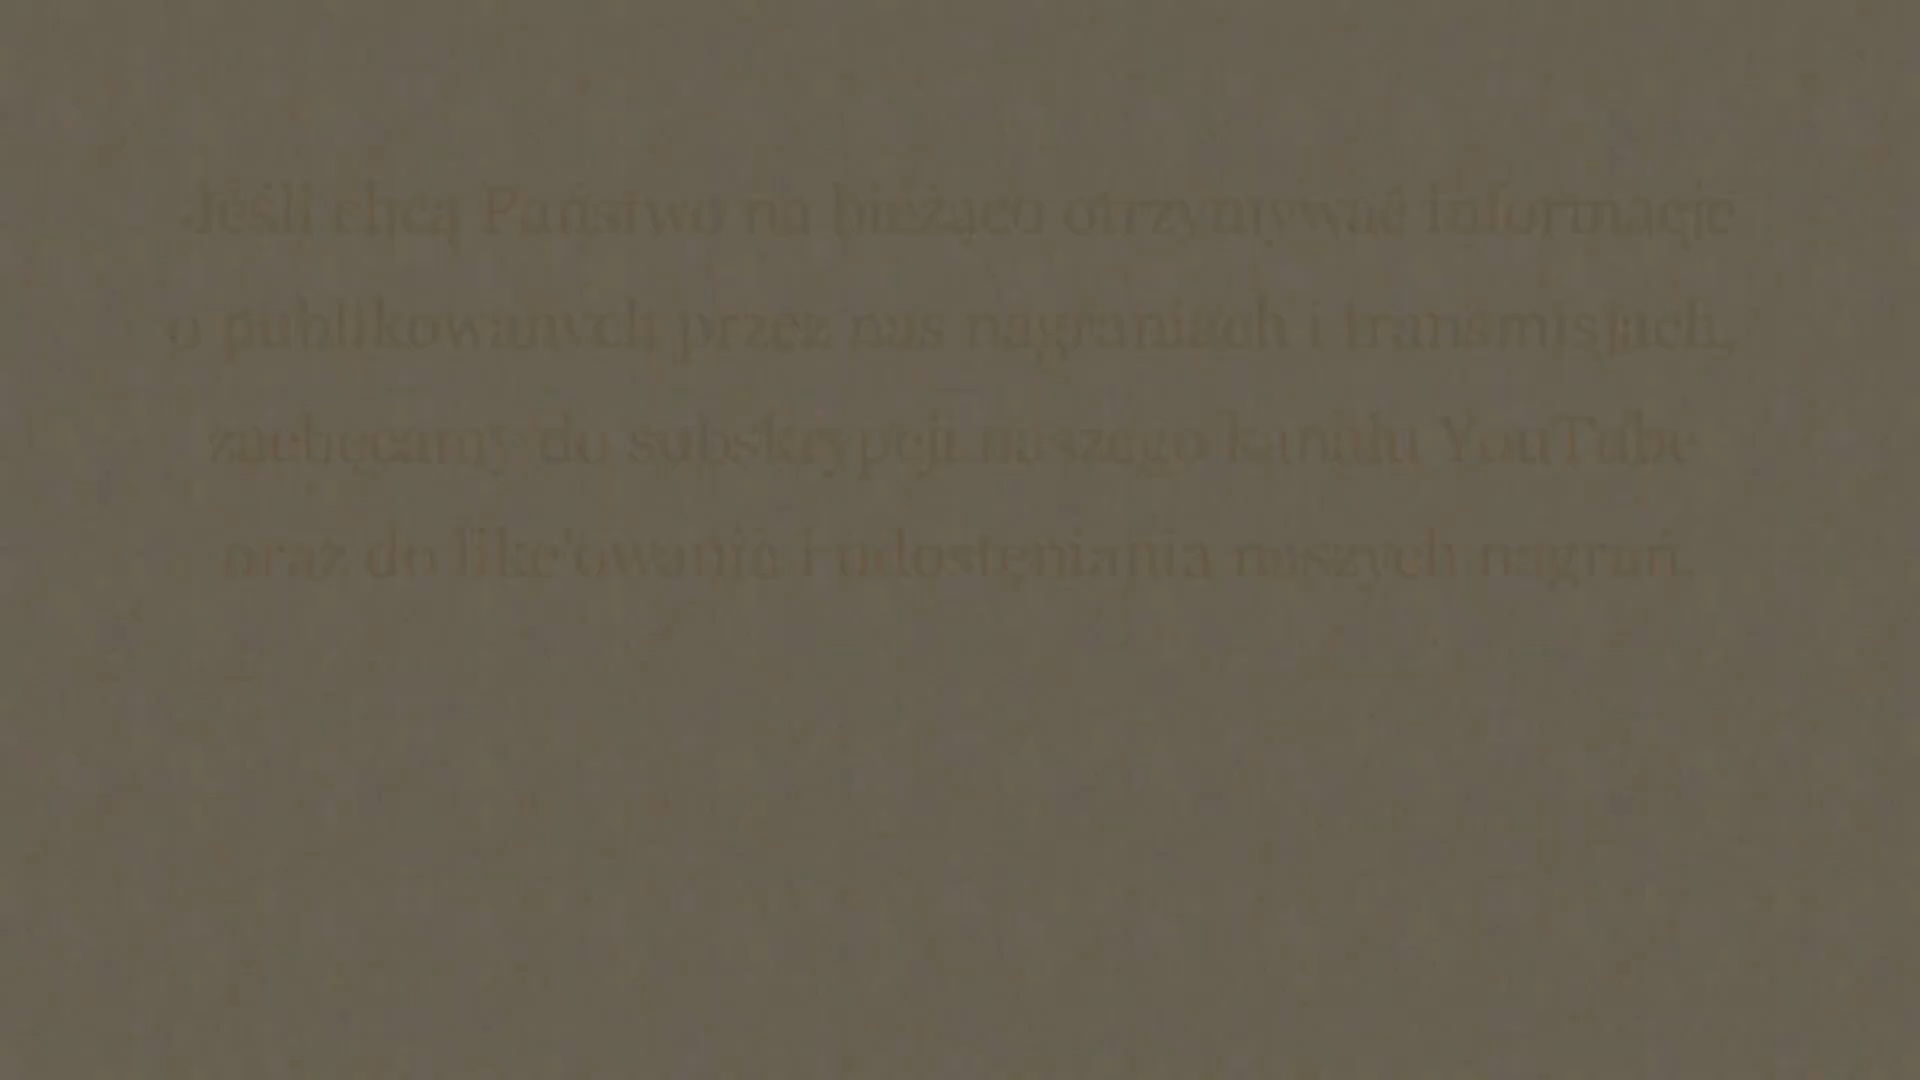 Jeśli chcą Państwo na bieżąco otrzymywać informacje
o publikowanych przez nas nagraniach i transmisjach,
zachęcamy do subskrypcji naszego kanału YouTube
oraz do like'owania i udostępniania naszych nagrań.